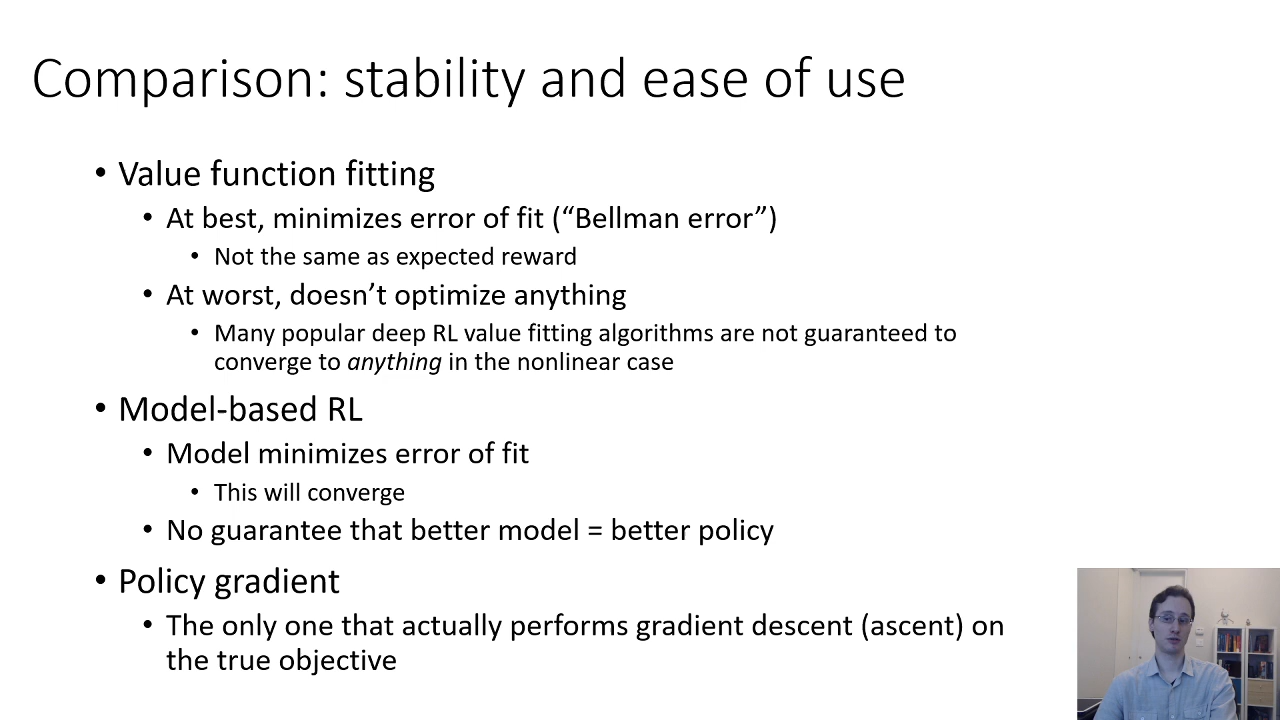 Comparison: stability and ease of use
• Value function fitting
• At best, minimizes error of fit (“Bellman error”)
• Not the same as expected reward
• At worst, doesn’t optimize anything
• Many popular deep RL value fitting algorithms are not guaranteed to
converge to anything in the nonlinear case
• Model-based RL
• Model minimizes error of fit
• This will converge
• No guarantee that better model = better policy
• Policy gradient
• The only one that actually performs gradient descent (ascent) on
the true objective